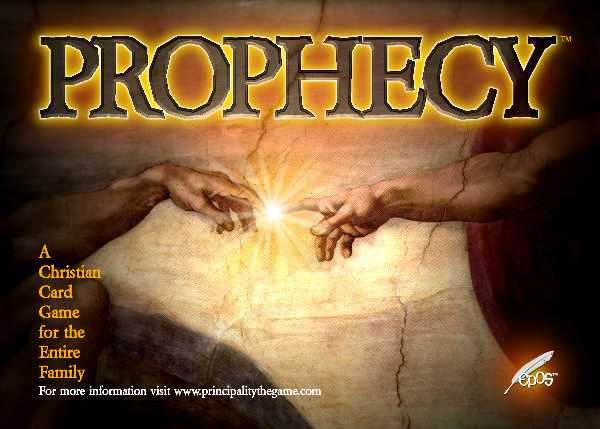 PROPHECY™
A
Christian
Card
Game
for the
Entire
Family
For more information visit www.principalitythegame.com
epos™